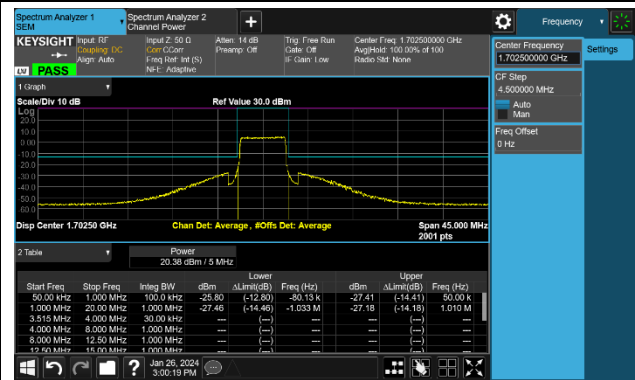 Spectrum Analyzer 1
SEM
Spectrum Analyzer 2
Channel Power
+
Frequency
KEYSIGHT
Input: RF
Coupling: DC
Align: Auto
Input Z: 50 Ω
Corr CCorr
Freq Ref: Int (S)
NFE: Adaptive
Atten: 14 dB
Preamp: Off
Trig: Free Run
Gate: Off
IF Gain: Low
Center Freq: 1.702500000 GHz
Avg|Hold: 100.00% of 100
Radio Std: None
LXI
PASS
Center Frequency
1.702500000 GHz
Settings
CF Step
4.500000 MHz
Auto
Man
Freq Offset
0 Hz
1 Graph
Scale/Div 10 dB
Ref Value 30.0 dBm
Log
20.0
10.0
0.00
-10.0
-20.0
-30.0
-40.0
-50.0
-60.0
Disp Center 1.70250 GHz
Chan Det: Average , #Offs Det: Average
Span 45.000 MHz
2001 pts
2 Table
Power
20.38 dBm / 5 MHz
Lower Upper
Start Freq Stop Freq Integ BW dBm ΔLimit(dB) Freq (Hz) dBm ΔLimit(dB) Freq (Hz)
50.00 kHz 1.000 MHz 100.0 kHz -25.80 (-12.80) -80.13 k -27.41 (-14.41) 50.00 k
1.000 MHz 20.00 MHz 1.000 MHz -27.46 (-14.46) -1.033 M -27.18 (-14.18) 1.010 M
3.515 MHz 4.000 MHz 30.00 kHz --- (---) --- --- (---) ---
4.000 MHz 8.000 MHz 1.000 MHz --- (---) --- --- (---) ---
8.000 MHz 12.50 MHz 1.000 MHz --- (---) --- --- (---) ---
12.50 MHz 15.00 MHz 1.000 MHz --- (---) --- --- (---) ---
?
Jan 26, 2024
3:00:19 PM